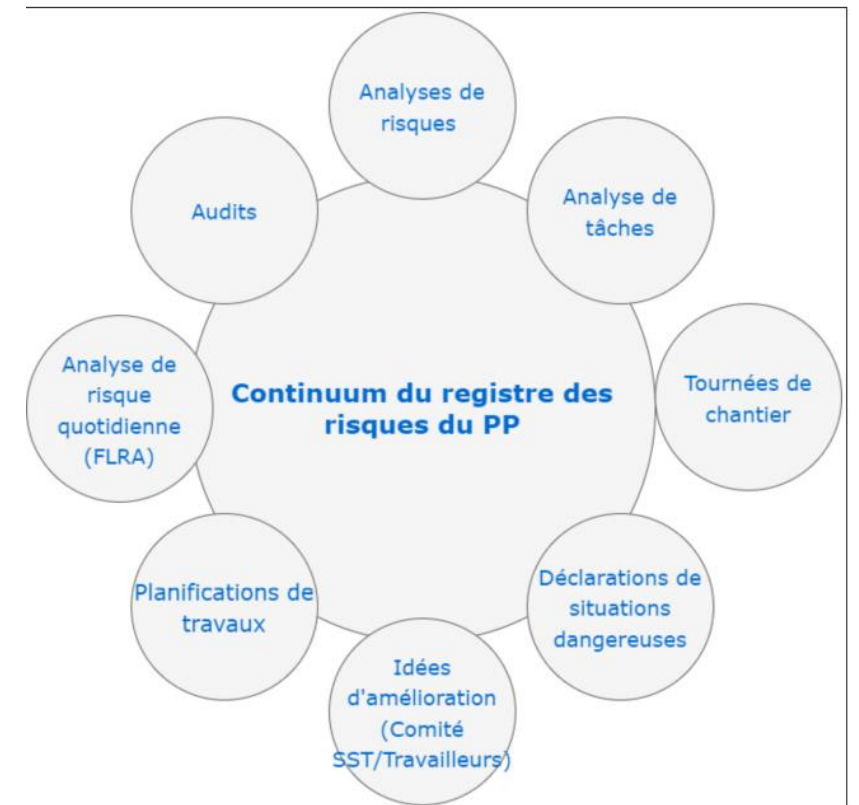 Analyses de
risques
Analyse de
tâches
Tournées de
chantier
Déclarations de
situations
dangereuses
Idées
d'amélioration
(Comité
SST/Travailleurs)
Planifications de
travaux
Analyse de
risque
quotidienne
(FLRA)
Audits
Continuum du registre des
risques du PP